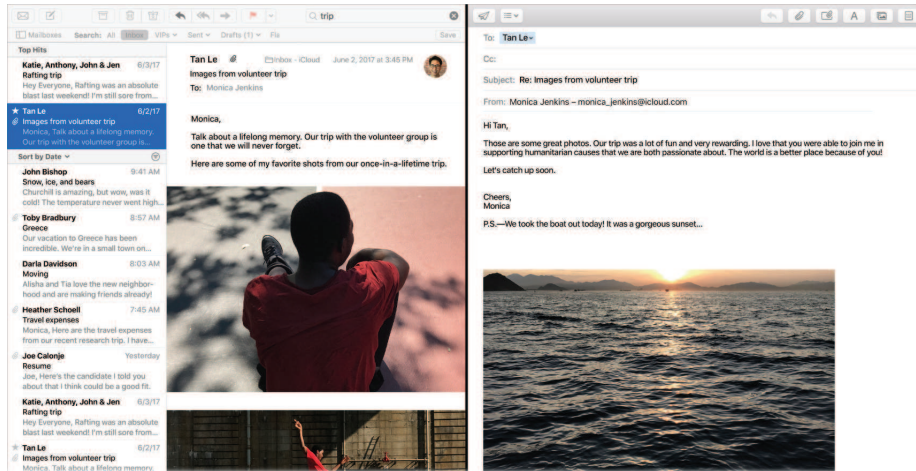 trip
Mailboxes Search: All Inbox VIPs Sent Drafts (1) Fla Save
Top Hits
Katie, Anthony, John & Jen 6/3/17
Rafting trip
Hey Everyone, Rafting was an absolute
blast last weekend! I'm still sore from...
Tan Le 6/2/17
Images from volunteer trip
Monica, Talk about a lifelong memory.
Our trip with the volunteer group is...
Sort by Date
John Bishop 9:41 AM
Snow, ice, and bears
Churchill is amazing, but wow, was it
cold! The temperature never went high...
Toby Bradbury 8:57 AM
Greece
Our vacation to Greece has been
incredible. We're in a small town on...
Darla Davidson 8:03 AM
Moving
Alisha and Tia love the new neighbor-
hood and are making friends already!
Heather Schoell 7:45 AM
Travel expenses
Monica, Here are the travel expenses
from our recent research trip. I have...
Joe Calonje Yesterday
Resume
Joe, Here's the candidate I told you
about that I think could be a good fit.
Katie, Anthony, John & Jen 6/3/17
Rafting trip
Hey Everyone, Rafting was an absolute
blast last weekend! I'm still sore from...
Tan Le 6/2/17
Images from volunteer trip
Monica, Talk about a lifelong memory.
Tan Le Inbox - iCloud June 2, 2017 at 3:45 PM
Images from volunteer trip
To: Monica Jenkins
Monica,
Talk about a lifelong memory. Our trip with the volunteer group is
one that we will never forget.
Here are some of my favorite shots from our once-in-a-lifetime trip.
To: Tan Le
Cc:
Subject: Re: Images from volunteer trip
From: Monica Jenkins – monica_jenkins@icloud.com
Hi Tan,
Those are some great photos. Our trip was a lot of fun and very rewarding. I love that you were able to join me in
supporting humanitarian causes that we are both passionate about. The world is a better place because of you!
Let's catch up soon.
Cheers,
Monica
P.S.—We took the boat out today! It was a gorgeous sunset...